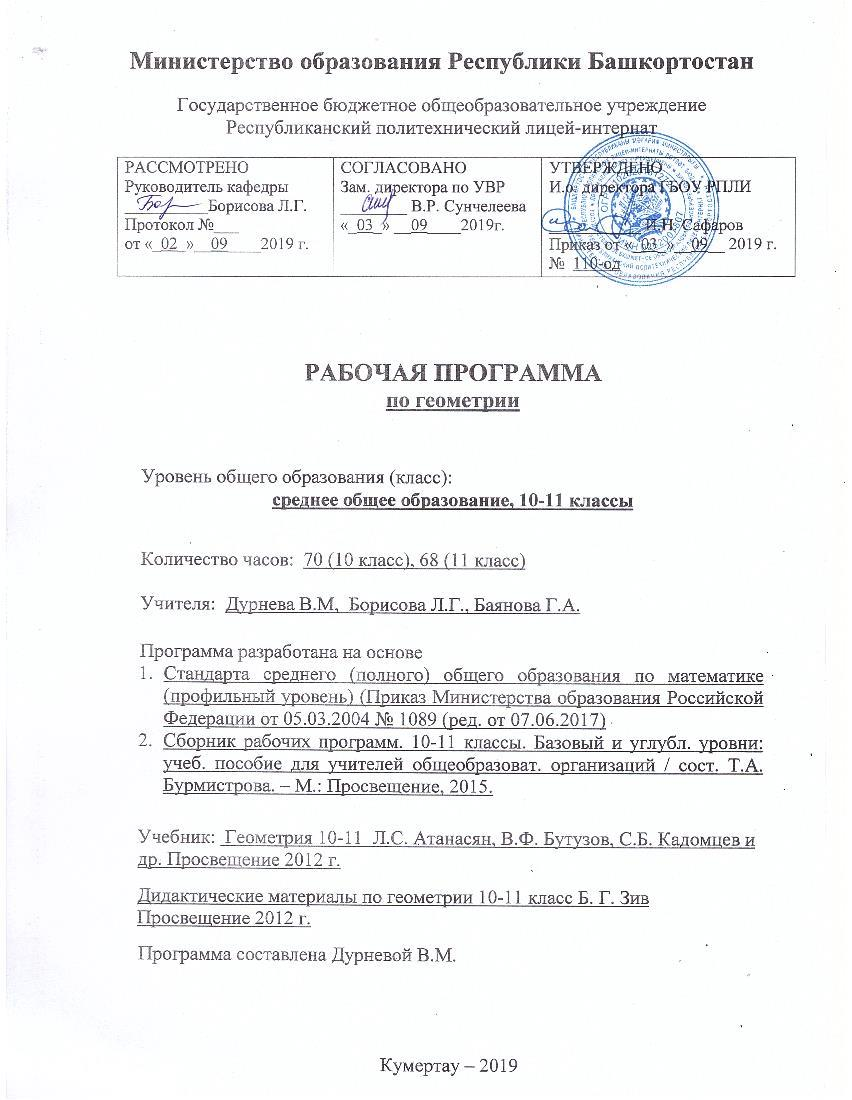 Министерство образования Республики Башкортостан
Государственное бюджетное общеобразовательное учреждение
Республиканский политехнический лицей-интернат
РАССМОТРЕНО
Руководитель кафедры
________ Борисова Л.Г.
Протокол №___
от «_02_»__09____2019 г.
СОГЛАСОВАНО
Зам. директора по УВР
________ В.Р. Сунчелеева
«_03_» __09____2019г.
УТВЕРЖДЕНО
И.о. директора ГБОУ РПЛИ
И.Н. Сафаров
Приказ от «_03_»__09__ 2019 г.
№ 110-од
РАБОЧАЯ ПРОГРАММА
по геометрии
Уровень общего образования (класс):
среднее общее образование, 10-11 классы
Количество часов: 70 (10 класс), 68 (11 класс)
Учителя: Дурнева В.М, Борисова Л.Г., Баянова Г.А.
Программа разработана на основе
1. Стандарта среднего (полного) общего образования по математике
(профильный уровень) (Приказ Министерства образования Российской
Федерации от 05.03.2004 № 1089 (ред. от 07.06.2017)
2. Сборник рабочих программ. 10-11 классы. Базовый и углубл. уровни:
учеб. пособие для учителей общеобразоват. организаций / сост. Т.А.
Бурмистрова. – М.: Просвещение, 2015.
Учебник: Геометрия 10-11 Л.С. Атанасян, В.Ф. Бутузов, С.Б. Кадомцев и
др. Просвещение 2012 г.
Дидактические материалы по геометрии 10-11 класс Б. Г. Зив
Просвещение 2012 г.
Программа составлена Дурневой В.М.
Кумертау – 2019